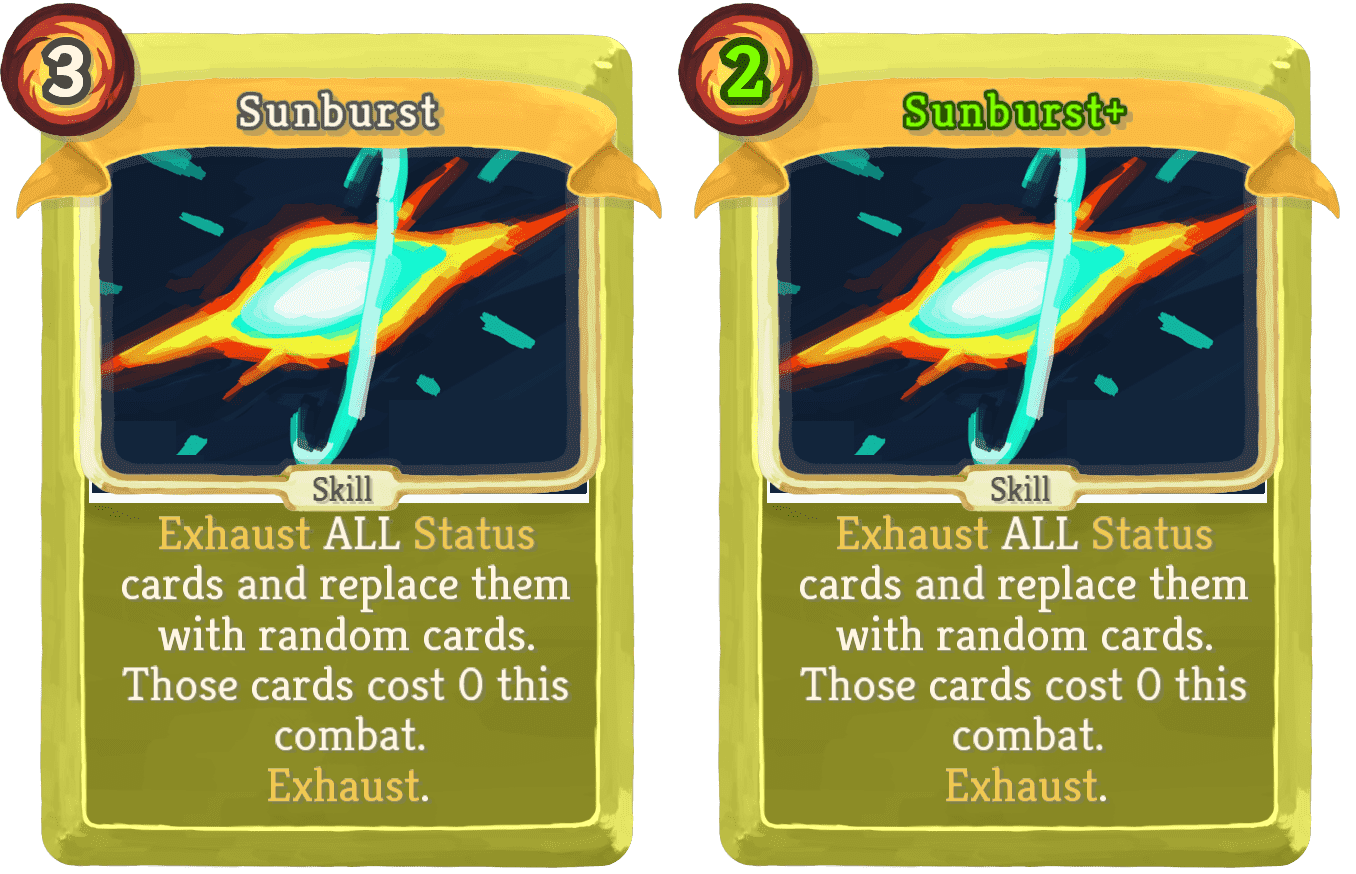 3
Sunburst
Skill
Exhaust ALL Status
cards and replace them
with random cards.
Those cards cost 0 this
combat.
Exhaust.
2
Sunburst+
Skill
Exhaust ALL Status
cards and replace them
with random cards.
Those cards cost 0 this
combat.
Exhaust.